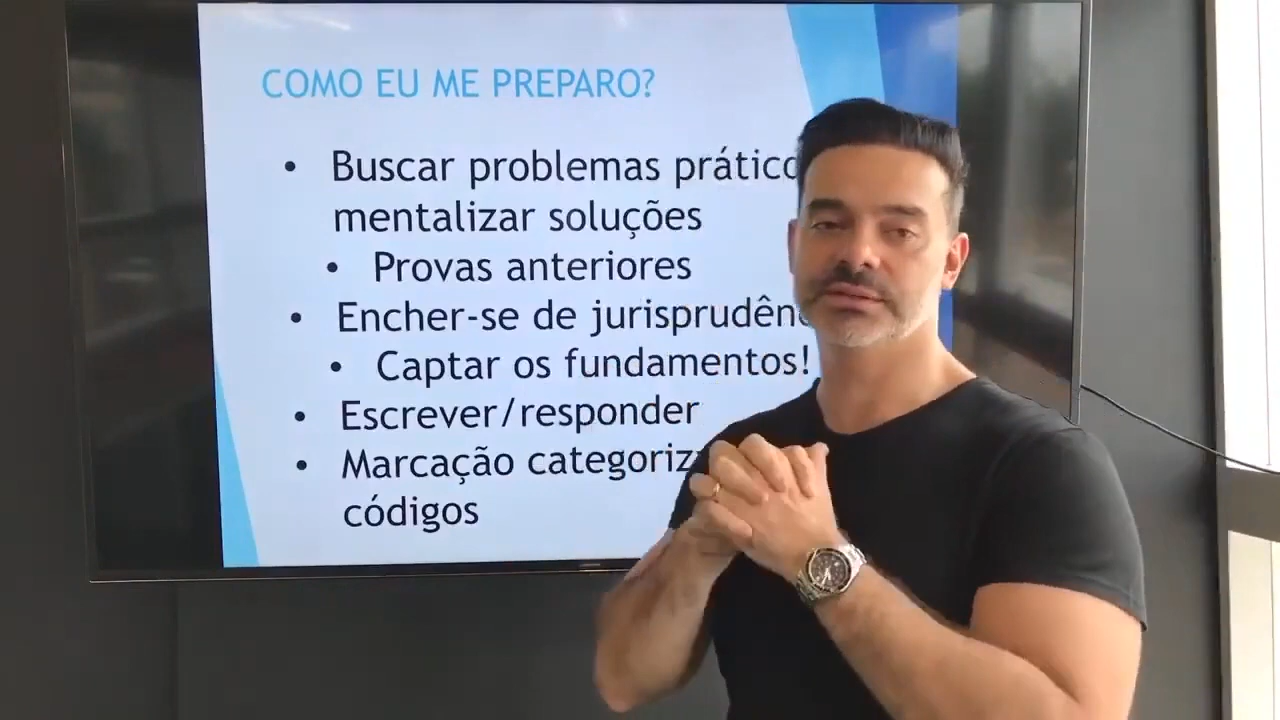 COMO EU ME PREPARO?
• Buscar problemas
mentalizar soluções
• Provas anteriores
• Encher-se de
• Captar os fundamentos!
• Escrever/responder
• Marcação
códigos